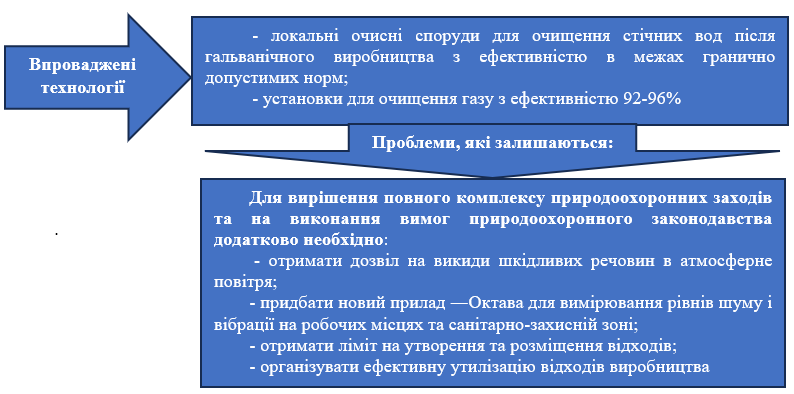 Впроваджені
технології
- локальні очисні споруди для очищення стічних вод після
гальванічного виробництва з ефективністю в межах гранично
допустимих норм;
- установки для очищення газу з ефективністю 92-96%
Проблеми, які залишаються:
Для вирішення повного комплексу природоохоронних заходів
та на виконання вимог природоохоронного законодавства
додатково необхідно:
- отримати дозвіл на викиди шкідливих речовин в атмосферне
повітря;
- придбати новий прилад ―Октава для вимірювання рівнів шуму і
вібрації на робочих місцях та санітарно-захисній зоні;
- отримати ліміт на утворення та розміщення відходів;
- організувати ефективну утилізацію відходів виробництва
.